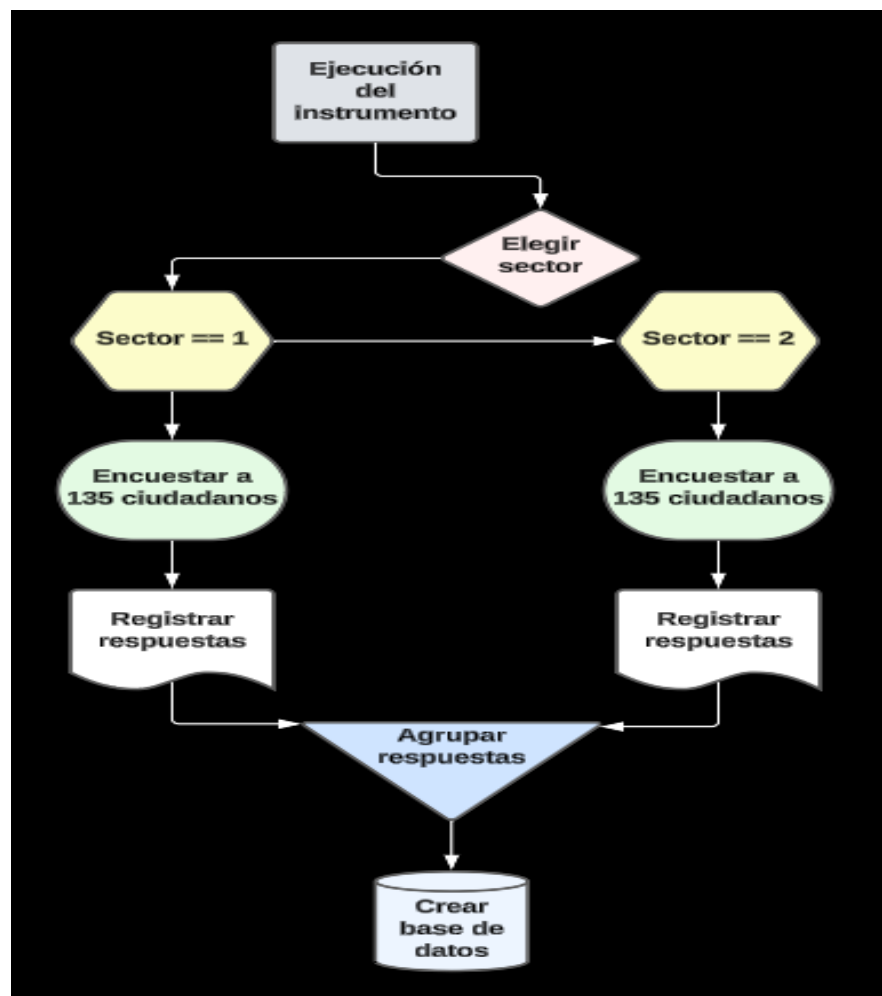 Ejecución
del
instrumento
Elegir
sector
Sector == 1
Sector == 2
Encuestar a
135 ciudadanos
Encuestar a
135 ciudadanos
Registrar
respuestas
Registrar
respuestas
Agrupar
respuestas
Crear
base de
datos